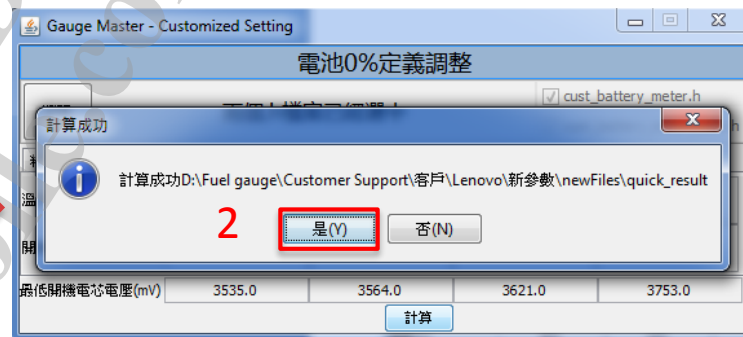 Gauge Master - Customized Setting
電池0%定義調整
cust_battery_meter.h
計算成功
計算成功D:\Fuel gauge\Customer Support\客戶\Lenovo\新參數\newFiles\quick_result
2
是(Y)
否(N)
最低開機電芯電壓(mV) 3535.0 3564.0 3621.0 3753.0
計算